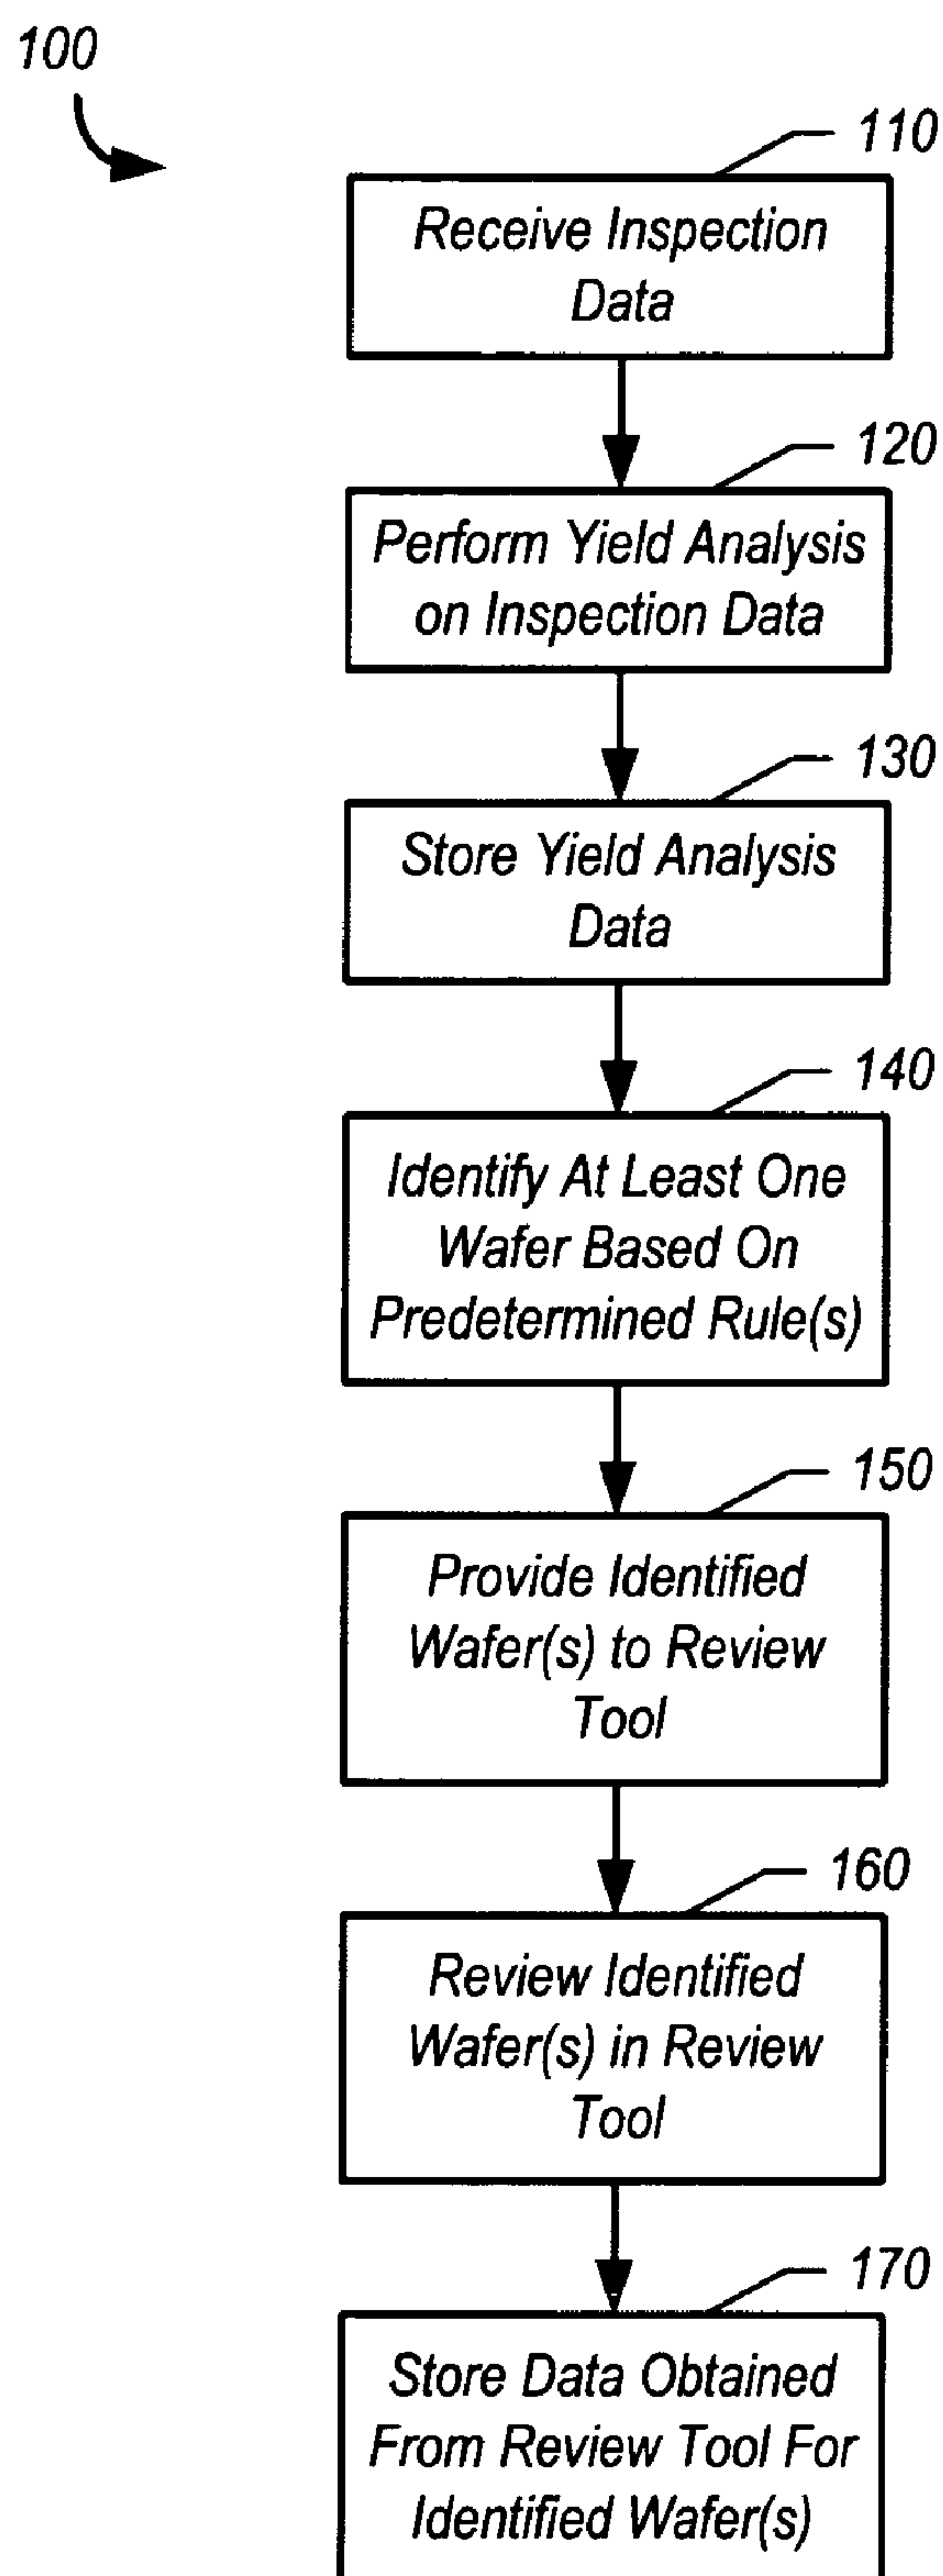 100
110
Receive Inspection
Data
120
Perform Yield Analysis
on Inspection Data
130
Store Yield Analysis
Data
140
Identify At Least One
Wafer Based On
Predetermined Rule(s)
150
Provide Identified
Wafer(s) to Review
Tool
160
Review Identified
Wafer(s) in Review
Tool
170
Store Data Obtained
From Review Tool For
Identified Wafer(s)